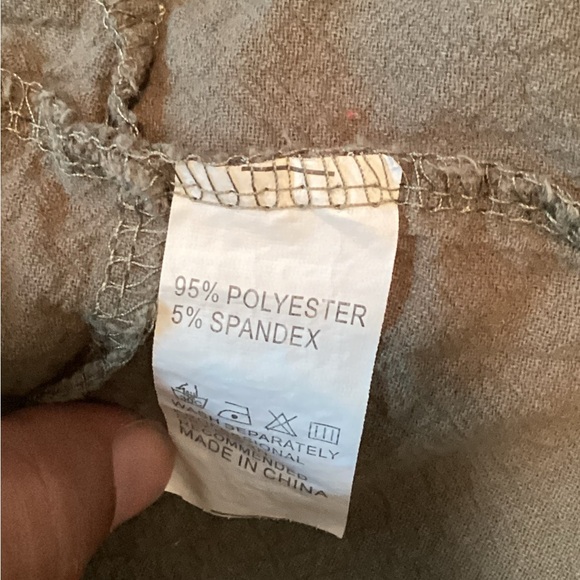 95% POLYESTER
5% SPANDEX
WASH SEPARATELY
RECOMMENDED
MADE IN CHINA